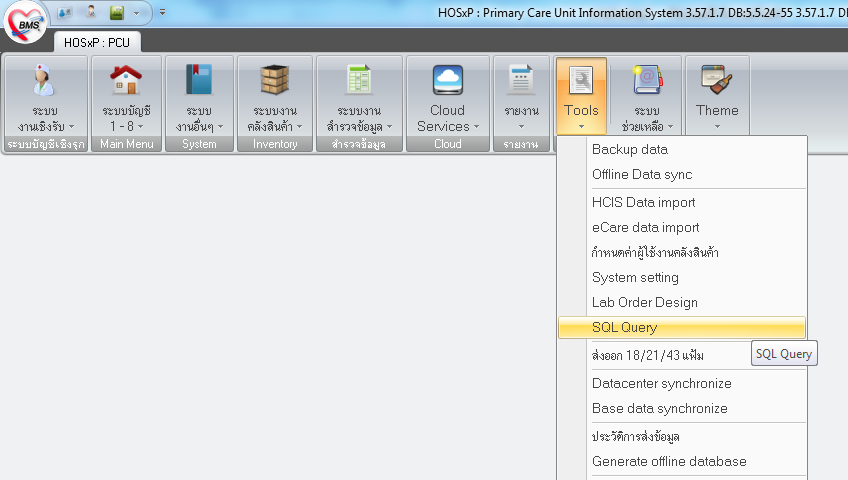 BMS
HOSxP : Primary Care Unit Information System 3.57.1.7 DB:5.5.24-55 3.57.1.7 D
HOSxP : PCU
ระบบ
งานเชิงรับ
ระบบบัญชี
1 - 8
ระบบ
งานอื่นๆ
ระบบงาน
คลังสินค้า
ระบบงาน
สำรวจข้อมูล
Cloud
Services
รายงาน
Tools
ระบบ
ช่วยเหลือ
Theme
ระบบบัญชีเชิงรุก
Main Menu
System
Inventory
สำรวจข้อมูล
Cloud
รายงาน
Backup data
Offline Data sync
HCIS Data import
eCare data import
กำหนดค่าผู้ใช้งานคลังสินค้า
System setting
Lab Order Design
SQL Query
ส่งออก 18/21/43 แฟ้ม
SQL Query
Datacenter synchronize
Base data synchronize
ประวัติการส่งข้อมูล
Generate offline database